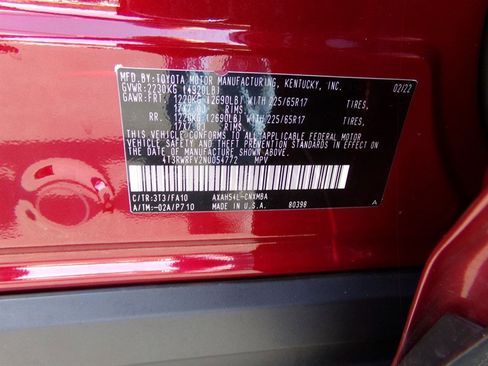 MFD.BY:TOYOTA MOTOR MANUFACTURING, KENTUCKY, INC. 02/22
GVWR:2230KG (4920LB)
GAWR:FRT. 1220KG (2690LB) WITH 225/65R17 TIRES,
RIMS,
RR. 1220KG (2690LB) WITH 225/65R17 TIRES,
RIMS,
THIS VEHICLE CONFORMS TO ALL APPLICABLE FEDERAL MOTOR
VEHICLE SAFETY AND THEFT PREVENTION STANDARDS IN
EFFECT ON THE DATE OF MANUFACTURE SHOWN ABOVE.
4T3RWRFV2NU054772 MPV
C/TR:3T3/FA10 AXAH54L-CNXMBA
A/TM:-02A/P710 MADE IN U.S.A. 80398 A